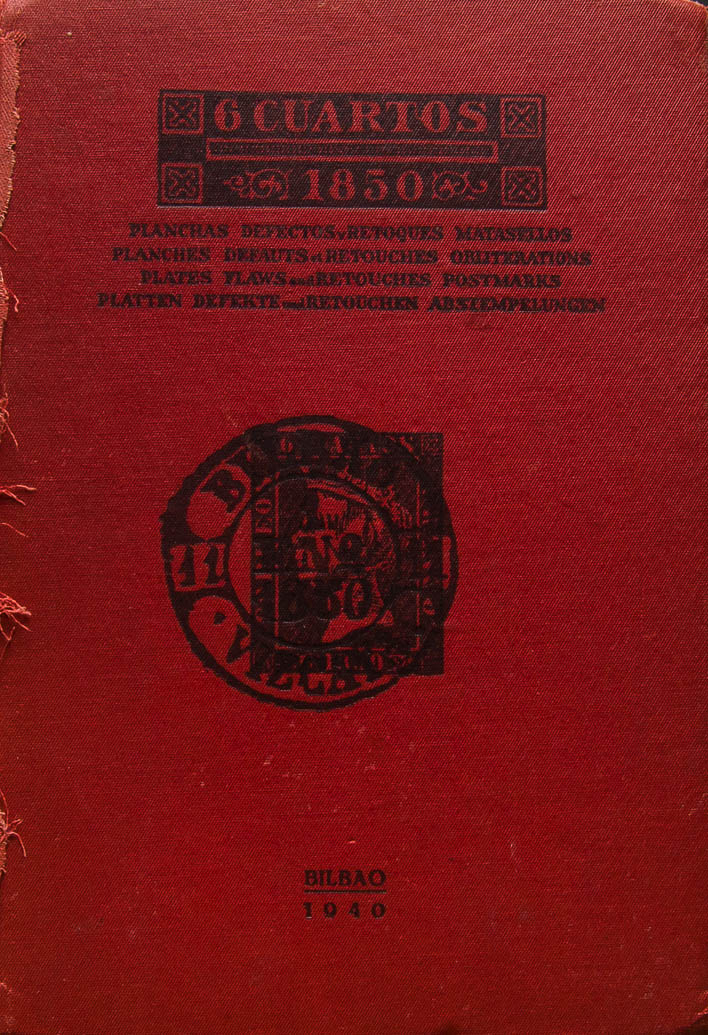 6 CUARTOS
1850
PLANCHAS DEFECTOS y RETOQUES MATASELLOS
PLANCHES DEFAUTS et RETOUCHES OBLITERATIONS
PLATES FLAWS and RETOUCHES POSTMARKS
PLATTEN DEFEKTE und RETOUCHEN ABSTEMPELUNGEN
11
BILBAO
1940